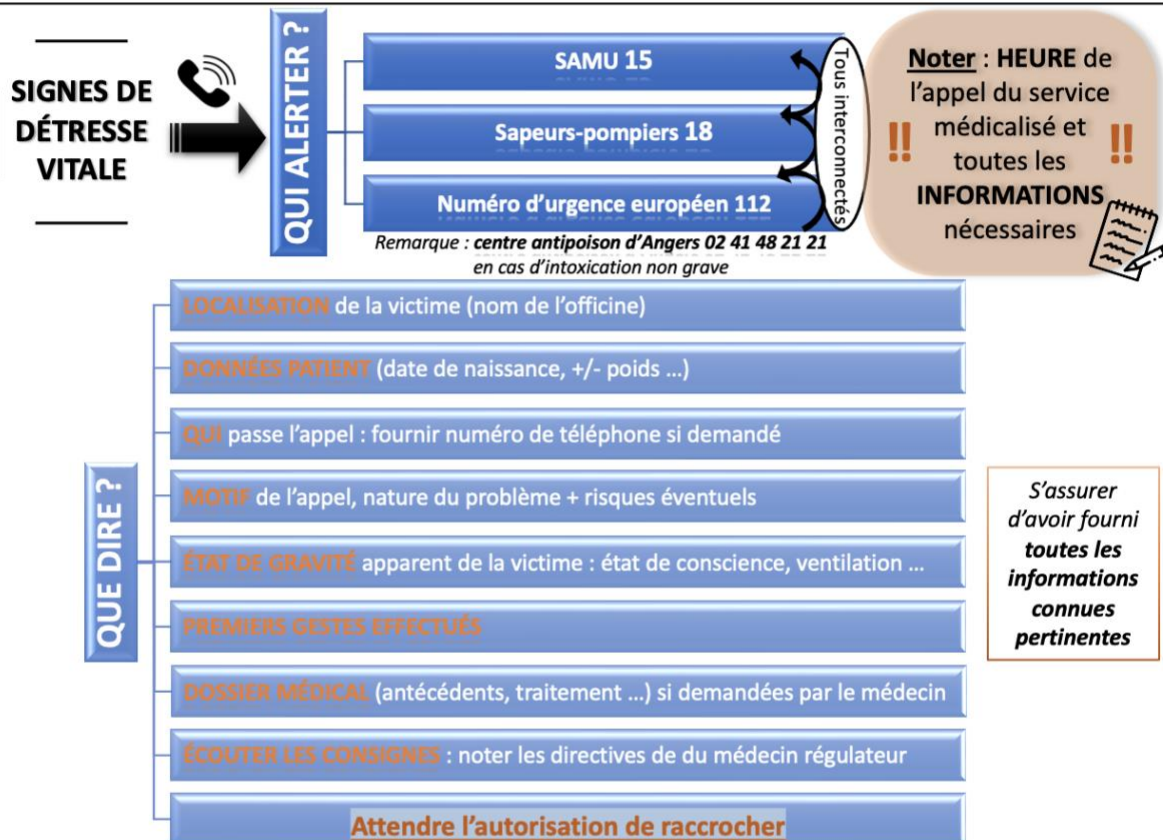 SIGNES DE
DÉTRESSE
VITALE
QUI ALERTER ?
SAMU 15
Sapeurs-pompiers 18
Numéro d'urgence européen 112
Tous interconnectés
Remarque : centre antipoison d'Angers 02 41 48 21 21
en cas d'intoxication non grave
Noter : HEURE de
l'appel du service
!! médicalisé et !!
toutes les
INFORMATIONS
nécessaires
QUE DIRE ?
LOCALISATION de la victime (nom de l'officine)
DONNÉES PATIENT (date de naissance, +/- poids ...)
QUI passe l'appel : fournir numéro de téléphone si demandé
MOTIF de l'appel, nature du problème + risques éventuels
ÉTAT DE GRAVITÉ apparent de la victime : état de conscience, ventilation ...
PREMIERS GESTES EFFECTUÉS
DOSSIER MÉDICAL (antécédents, traitement ...) si demandées par le médecin
ÉCOUTER LES CONSIGNES : noter les directives de du médecin régulateur
Attendre l'autorisation de raccrocher
S'assurer
d'avoir fourni
toutes les
informations
connues
pertinentes